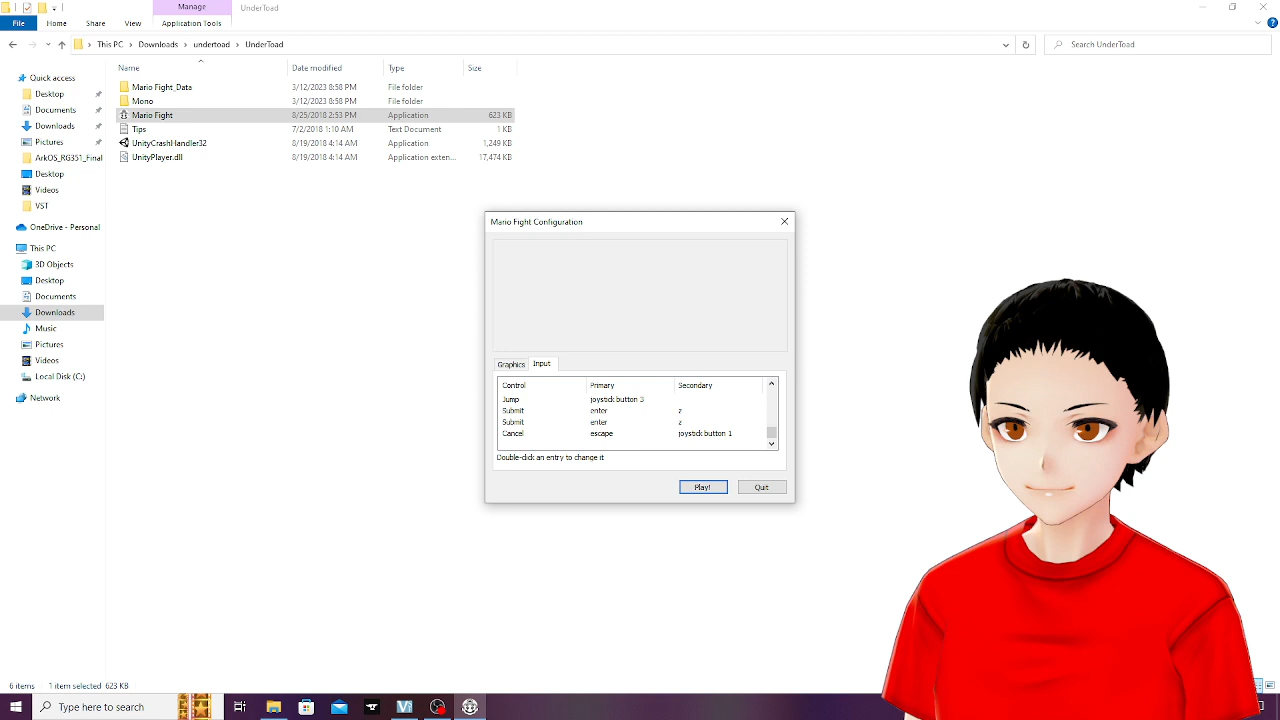 Manage
UnderToad
File
Home
Share
View
Application Tools
This PC
Downloads
undertoad
UnderToad
Search UnderToad
Name
Date modified
Type
Size
Mario Fight_Data
3/12/2023 8:58 PM
File folder
Mono
3/12/2023 8:58 PM
File folder
Mario Fight
8/25/2018 2:53 PM
Application
623 KB
Tips
7/2/2018 1:10 AM
Text Document
1 KB
UnityCrashHandler32
8/19/2018 4:14 AM
Application
1,249 KB
UnityPlayer.dll
8/19/2018 4:14 AM
Application exten...
17,474 KB
Quick access
Desktop
Documents
Downloads
Pictures
ArkOS_RG351_Final
Desktop
Videos
VST
OneDrive - Personal
This PC
3D Objects
Desktop
Documents
Downloads
Music
Pictures
Videos
Local Disk (C:)
Network
Mario Fight Configuration
Graphics
Input
Control
Primary
Secondary
Jump
joystick button 3
Submit
enter
z
Submit
enter
z
Cancel
escape
joystick button 1
Double-click an entry to change it
Play!
Quit
6 items
1 item selected 623 KB
Type here to search